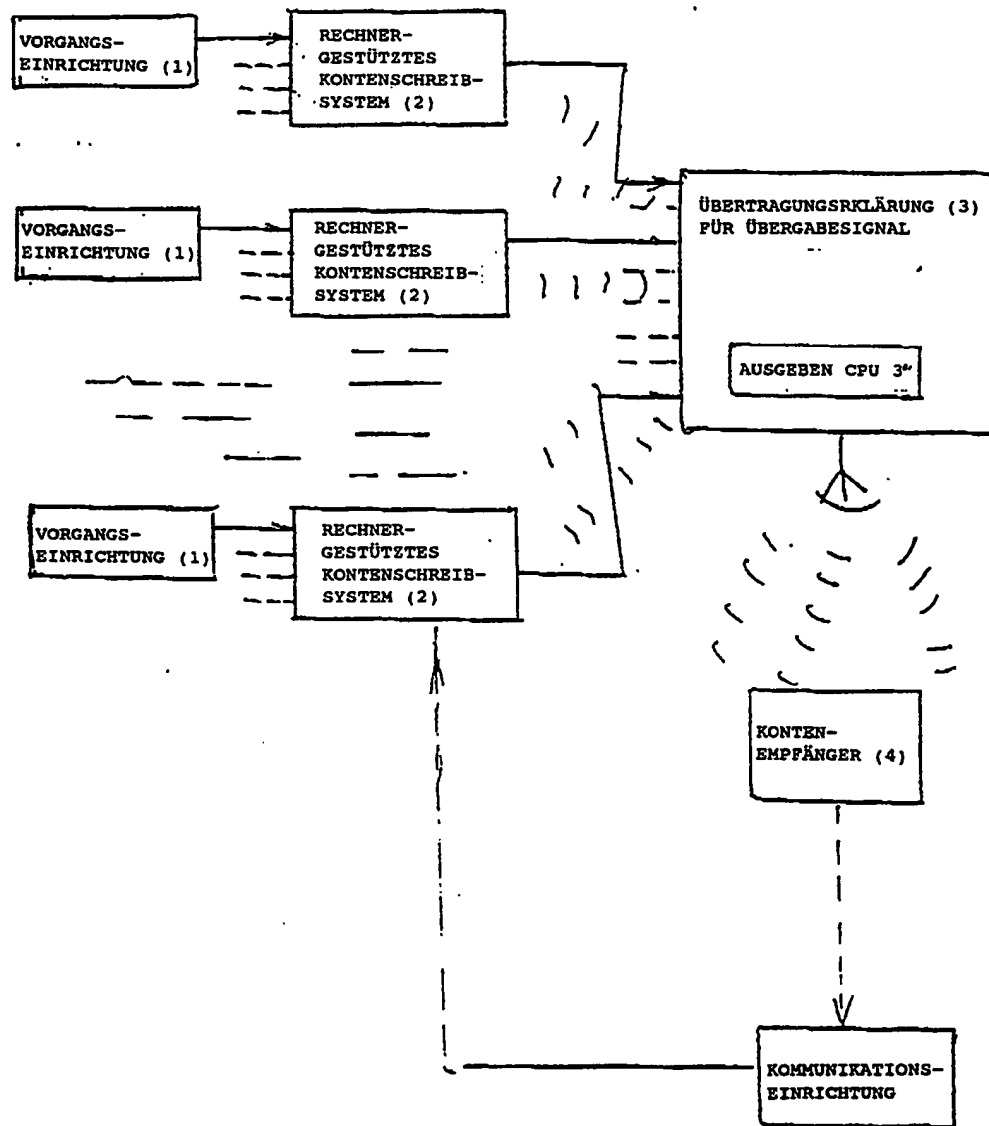 VORGANGS-
EINRICHTUNG (1)
RECHNER-
GESTÜTZTES
KONTENSCHREIB-
SYSTEM (2)
VORGANGS-
EINRICHTUNG (1)
RECHNER-
GESTÜTZTES
KONTENSCHREIB-
SYSTEM (2)
ÜBERTRAGUNGSRKLÄRUNG (3)
FÜR ÜBERGABESIGNAL
AUSGEBEN CPU 3"
VORGANGS-
EINRICHTUNG (1)
RECHNER-
GESTÜTZTES
KONTENSCHREIB-
SYSTEM (2)
KONTEN-
EMPFÄNGER (4)
KOMMUNIKATIONS-
EINRICHTUNG